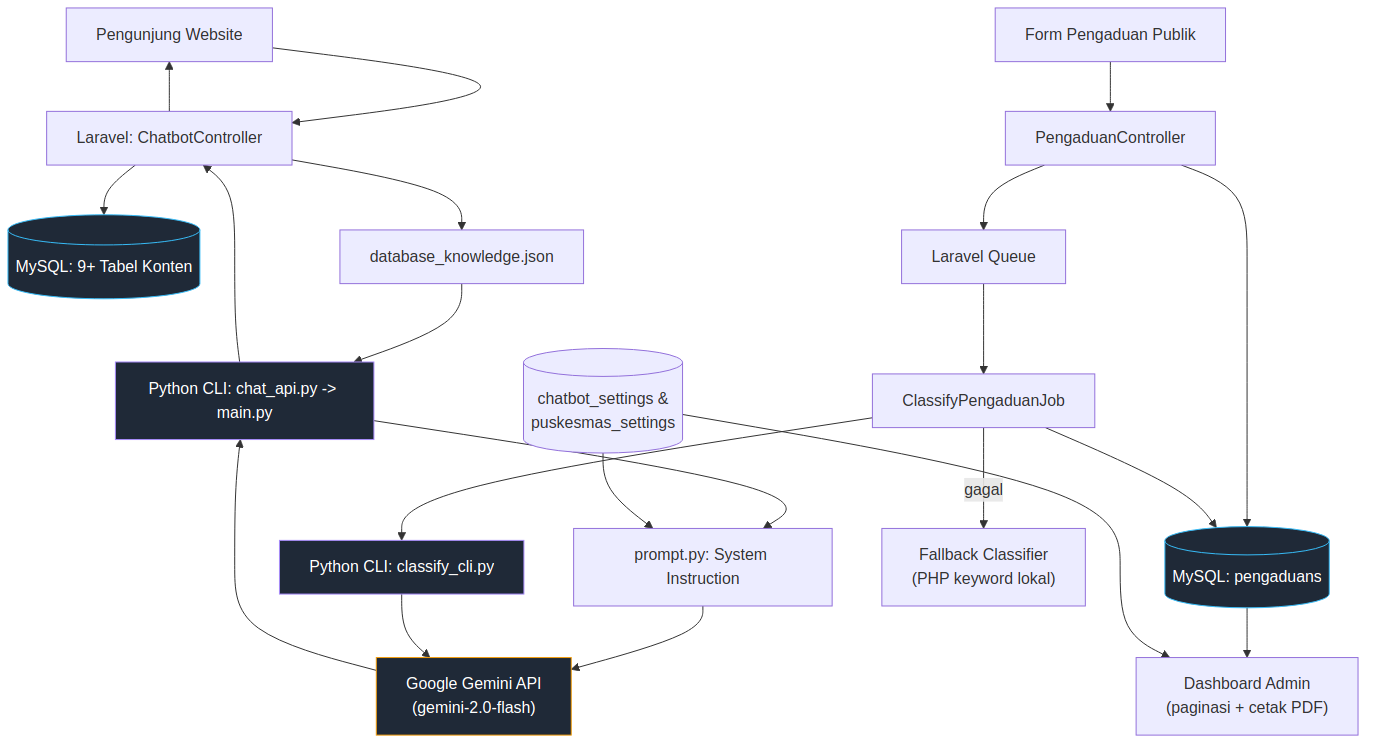 Pengunjung Website
Form Pengaduan Publik
Laravel: ChatbotController
PengaduanController
MySQL: 9+ Tabel Konten
database_knowledge.json
Laravel Queue
Python CLI: chat_api.py ->
main.py
chatbot_settings &
puskesmas_settings
ClassifyPengaduanJob
gagal
Python CLI: classify_cli.py
prompt.py: System
Instruction
Fallback Classifier
(PHP keyword lokal)
MySQL: pengaduans
Google Gemini API
(gemini-2.0-flash)
Dashboard Admin
(paginasi + cetak PDF)